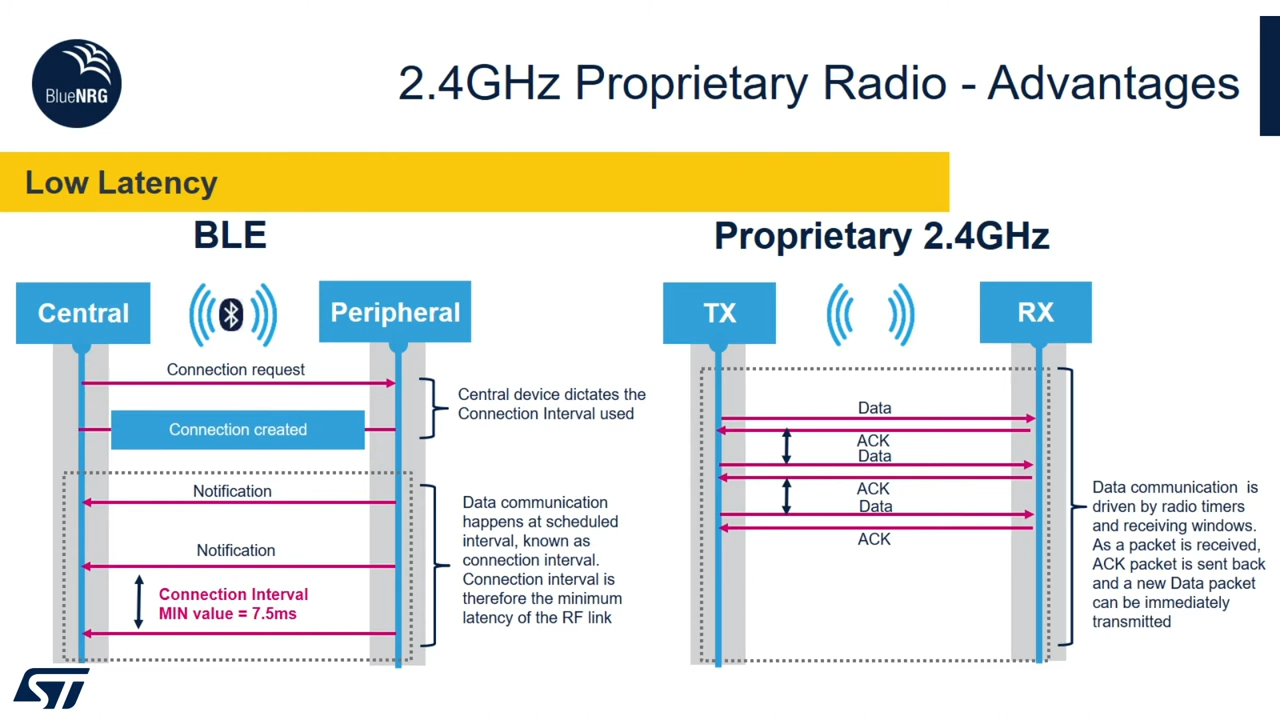 BlueNRG
2.4GHz Proprietary Radio - Advantages
Low Latency
BLE
Central
Peripheral
Connection request
Connection created
Central device dictates the
Connection Interval used
Notification
Notification
Connection Interval
MIN value = 7.5ms
Data communication
happens at scheduled
interval, known as
connection interval.
Connection interval is
therefore the minimum
latency of the RF link
Proprietary 2.4GHz
TX
RX
Data
ACK
Data
ACK
Data
ACK
Data communication is
driven by radio timers
and receiving windows.
As a packet is received,
ACK packet is sent back
and a new Data packet
can be immediately
transmitted
ST